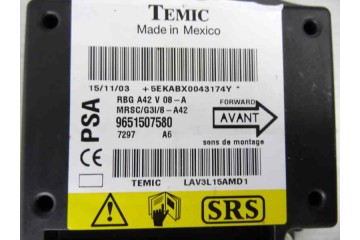 TEMIC
Made in Mexico
15/11/03 +5EKABX0043174Y*
PSA
RBG A42 V 08-A
MRSC/G3I/8-A42
9651507580
7297 A6
FORWARD
AVANT
sens de montage
CE
TEMIC LAV3L15AMD1
SRS